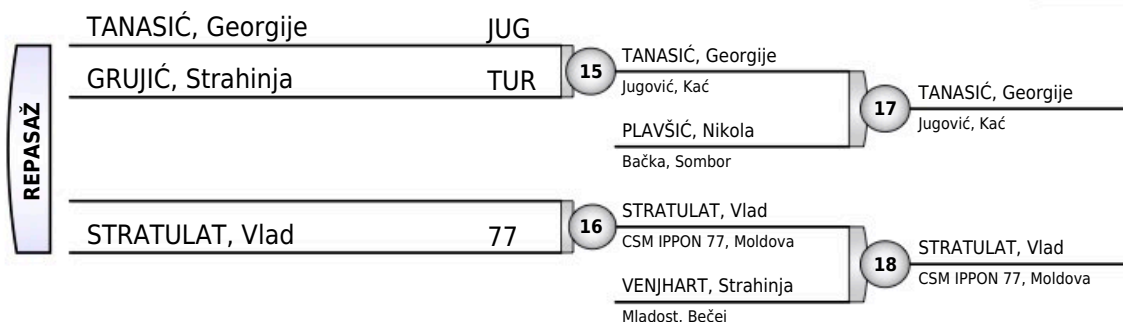 REPASAŽ
TANASIĆ, Georgije JUG
GRUJIĆ, Strahinja TUR
STRATULAT, Vlad 77
15
TANASIĆ, Georgije
Jugović, Kać
PLAVŠIĆ, Nikola
Bačka, Sombor
16
STRATULAT, Vlad
CSM IPPON 77, Moldova
VENJHART, Strahinja
Mladost, Bečej
17
TANASIĆ, Georgije
Jugović, Kać
18
STRATULAT, Vlad
CSM IPPON 77, Moldova